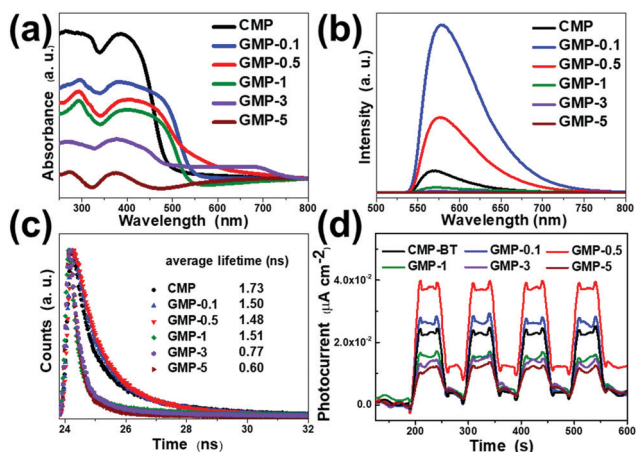 (a)
CMP
GMP-0.1
GMP-0.5
GMP-1
GMP-3
GMP-5
Absorbance (a. u.)
300 400 500 600 700 800
Wavelength (nm)
(b)
CMP
GMP-0.1
GMP-0.5
GMP-1
GMP-3
GMP-5
Intensity (a. u.)
500 550 600 650 700 750 800
Wavelength (nm)
(c)
average lifetime (ns)
CMP 1.73
GMP-0.1 1.50
GMP-0.5 1.48
GMP-1 1.51
GMP-3 0.77
GMP-5 0.60
Counts (a. u.)
24 26 28 30 32
Time (ns)
(d)
CMP-BT GMP-0.1 GMP-0.5
GMP-1 GMP-3 GMP-5
Photocurrent (μA cm⁻²)
4.0x10⁻²
2.0x10⁻²
0.0
200 300 400 500 600
Time (s)